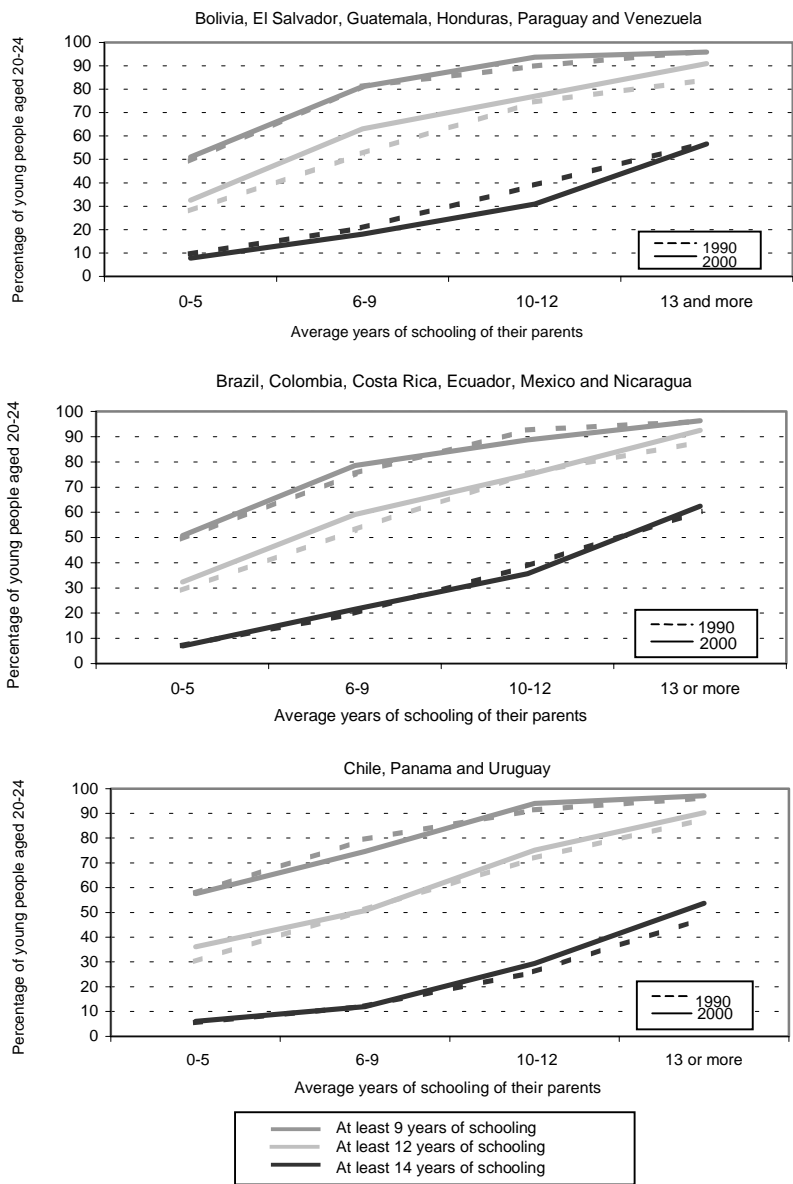 Bolivia, El Salvador, Guatemala, Honduras, Paraguay and Venezuela
Percentage of young people aged 20-24
100
90
80
70
60
50
40
30
20
10
0
1990
2000
0-5 6-9 10-12 13 and more
Average years of schooling of their parents
Brazil, Colombia, Costa Rica, Ecuador, Mexico and Nicaragua
Percentage of young people aged 20-24
100
90
80
70
60
50
40
30
20
10
0
1990
2000
0-5 6-9 10-12 13 or more
Average years of schooling of their parents
Chile, Panama and Uruguay
Percentage of young people aged 20-24
100
90
80
70
60
50
40
30
20
10
0
1990
2000
0-5 6-9 10-12 13 or more
Average years of schooling of their parents
At least 9 years of schooling
At least 12 years of schooling
At least 14 years of schooling